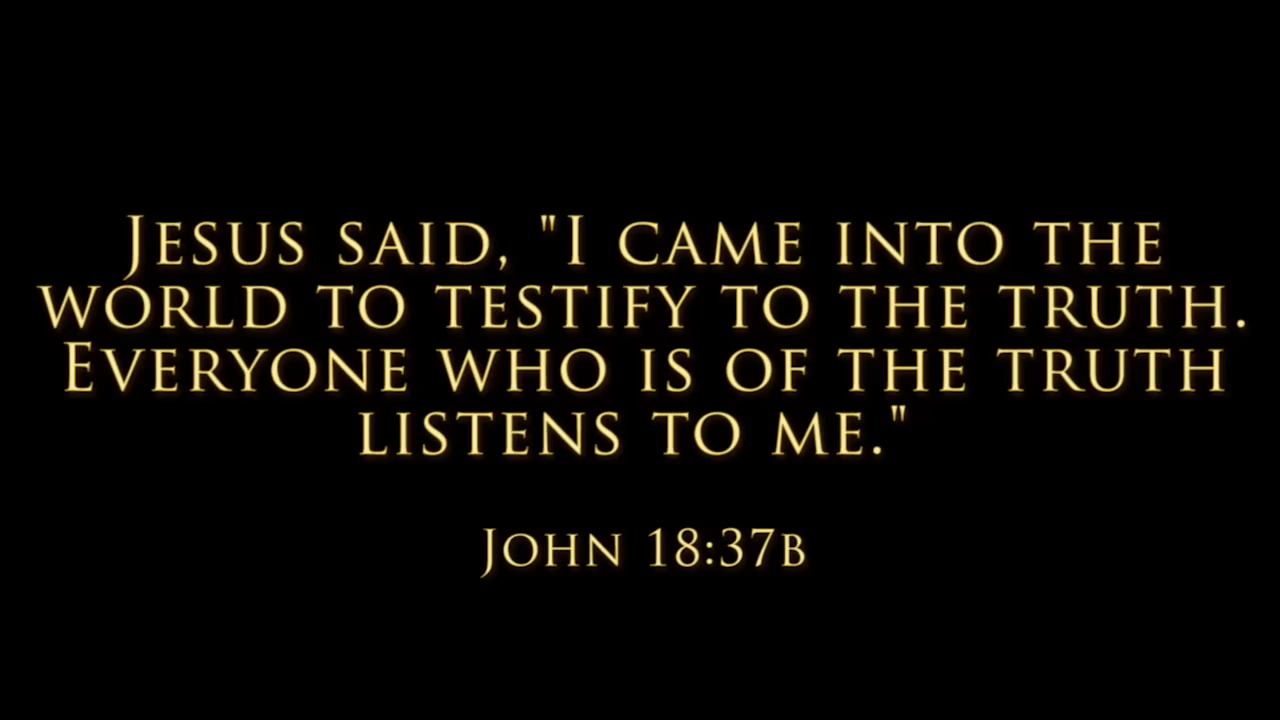 Jesus said, "I came into the
world to testify to the truth.
Everyone who is of the truth
listens to me."
John 18:37b